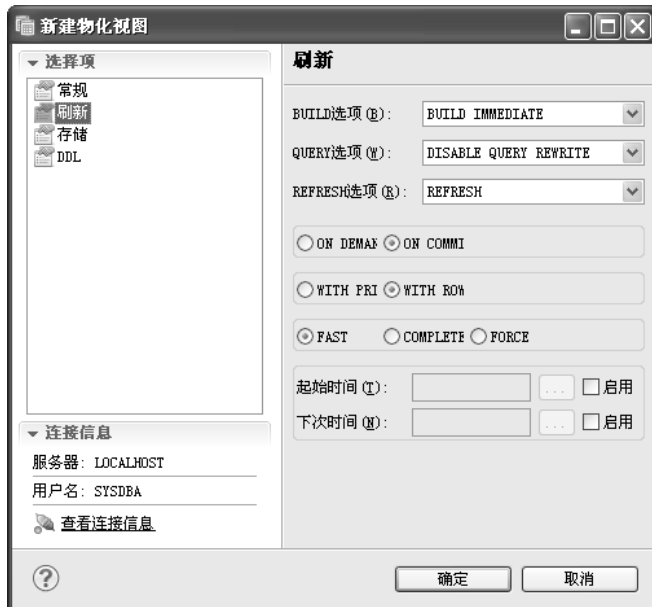 新建物化视图
选择项
常规
刷新
存储
DDL
连接信息
服务器: LOCALHOST
用户名: SYSDBA
查看连接信息
刷新
BUILD选项(B): BUILD IMMEDIATE
QUERY选项(W): DISABLE QUERY REWRITE
REFRESH选项(R): REFRESH
ON DEMAN ON COMMI
WITH PRI WITH ROW
FAST COMPLETE FORCE
起始时间(T): ... 启用
下次时间(N): ... 启用
? 确定 取消